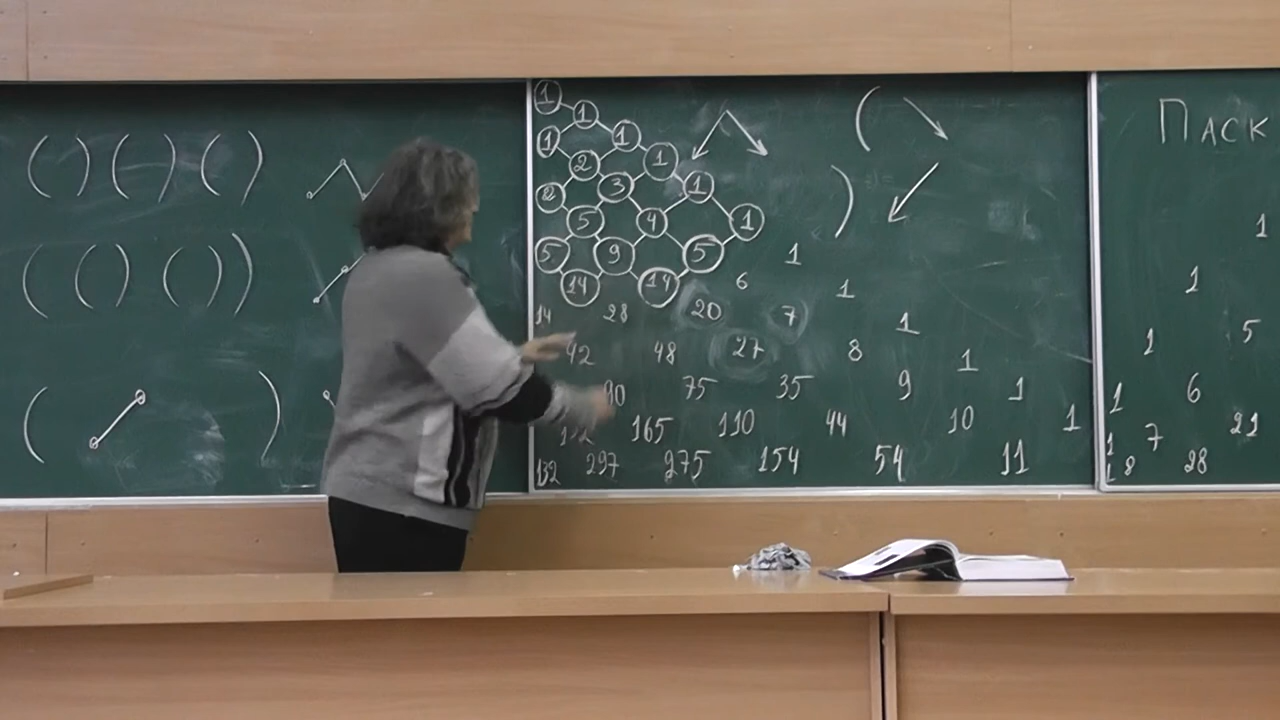 ( ) ( ) ( )
( ( ) ( ) )
( )
1
1
1 1
2 1
2 3 1
5 4 1
5 9 5 1
14 14 6 1
14 28 20 7 1
42 48 27 8 1
90 75 35 9 1
165 110 44 10 1
132 297 275 154 54 11
(
)
ПАСК
1
1
1 5
1 6
1 7 21
1 8 28